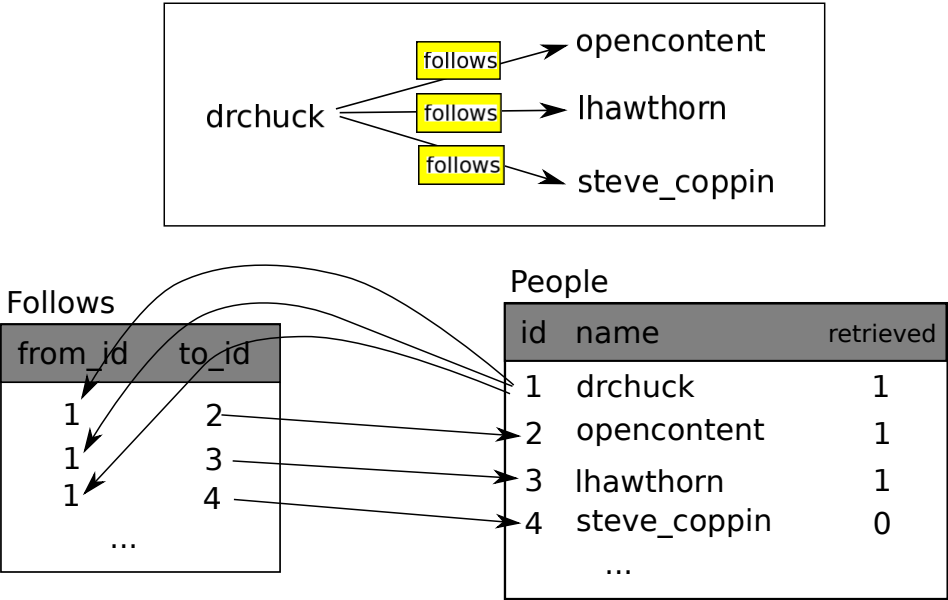 follows
opencontent
drchuck
follows
lhawthorn
follows
steve_coppin
Follows
from_id to_id
1 2
1 3
1 4
...
People
id name retrieved
1 drchuck 1
2 opencontent 1
3 lhawthorn 1
4 steve_coppin 0
...